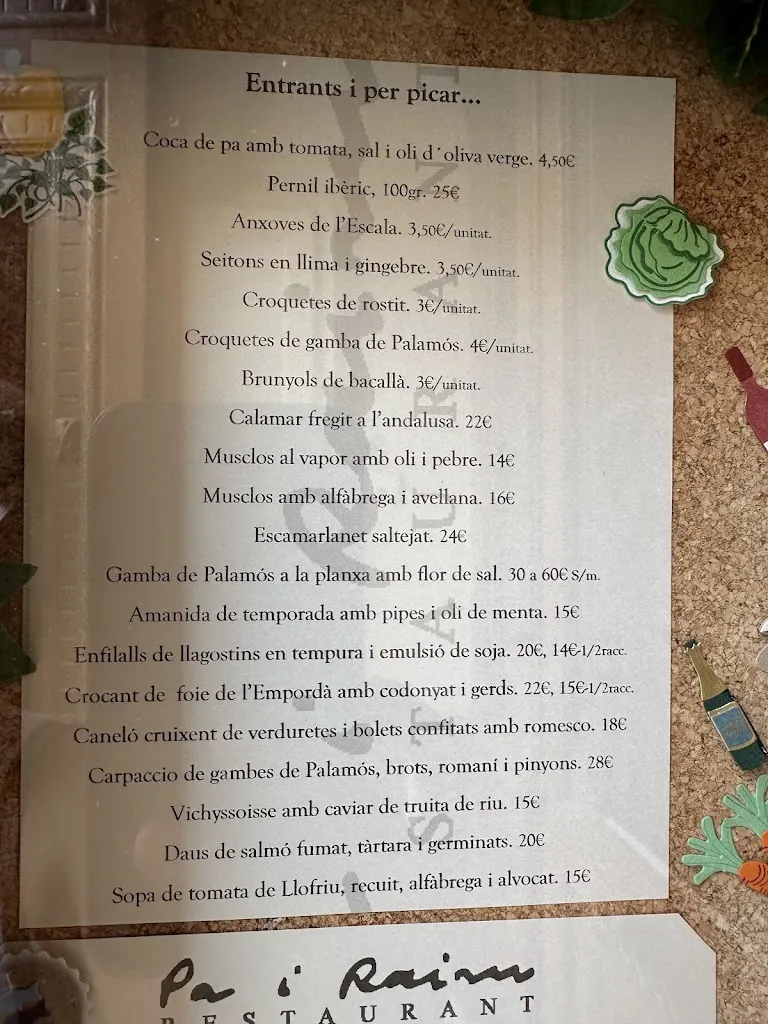 Entrants i per picar...
Coca de pa amb tomata, sal i oli d´oliva verge. 4,50€
Pernil ibèric, 100gr. 25€
Anxoves de l'Escala. 3,50€/unitat.
Seitons en llima i gingebre. 3,50€/unitat.
Croquetes de rostit. 3€/unitat.
Croquetes de gamba de Palamós. 4€/unitat.
Brunyols de bacallà. 3€/unitat.
Calamar fregit a l'andalusa. 22€
Musclos al vapor amb oli i pebre. 14€
Musclos amb alfàbrega i avellana. 16€
Escamarlanet saltejat. 24€
Gamba de Palamós a la planxa amb flor de sal. 30 a 60€ S/m.
Amanida de temporada amb pipes i oli de menta. 15€
Enfilalls de llagostins en tempura i emulsió de soja. 20€, 14€-1/2racc.
Crocant de foie de l'Empordà amb codonyat i gerds. 22€, 15€-1/2racc.
Caneló cruixent de verduretes i bolets confitats amb romesco. 18€
Carpaccio de gambes de Palamós, brots, romaní i pinyons. 28€
Vichyssoisse amb caviar de truita de riu. 15€
Daus de salmó fumat, tàrtara i germinats. 20€
Sopa de tomata de Llofriu, recuit, alfàbrega i alvocat. 15€
Pa i Raïm
RESTAURANT